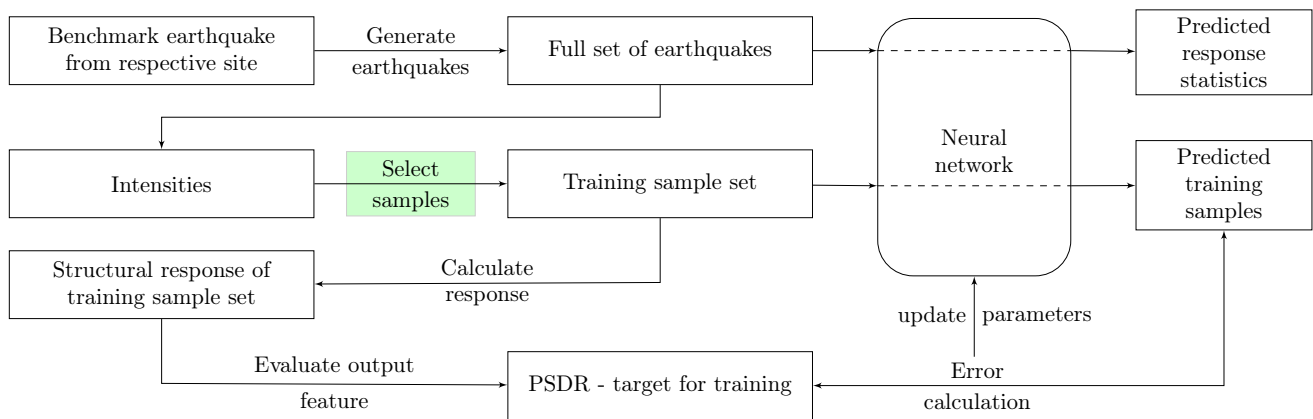 Benchmark earthquake
from respective site
Generate
earthquakes
Full set of earthquakes
Predicted
response
statistics
Intensities
Select
samples
Training sample set
Neural
network
Predicted
training
samples
Structural response of
training sample set
Calculate
response
update parameters
Evaluate output
feature
PSDR - target for training
Error
calculation